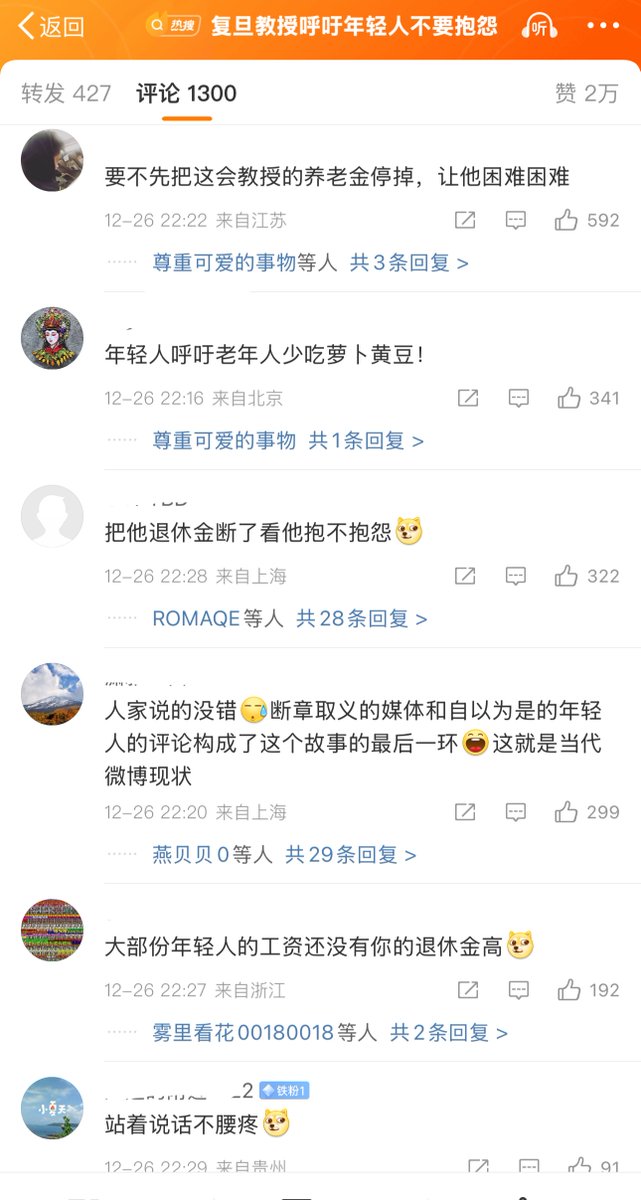 返回
热搜
复旦教授呼吁年轻人不要抱怨
听
转发 427
评论 1300
赞 2万
要不先把这会教授的养老金停掉，让他困难困难
12-26 22:22 来自江苏
592
尊重可爱的事物等人 共3条回复 >
年轻人呼吁老年人少吃萝卜黄豆！
12-26 22:16 来自北京
341
尊重可爱的事物 共1条回复 >
把他退休金断了看他抱不抱怨
12-26 22:28 来自上海
322
ROMAQE等人 共28条回复 >
人家说的没错😪断章取义的媒体和自以为是的年轻
人的评论构成了这个故事的最后一环😄这就是当代
微博现状
12-26 22:20 来自上海
299
燕贝贝0等人 共29条回复 >
大部份年轻人的工资还没有你的退休金高
12-26 22:27 来自浙江
192
雾里看花00180018等人 共2条回复 >
2
铁粉1
小夏天
站着说话不腰疼
12-26 22:29 来自贵州
91